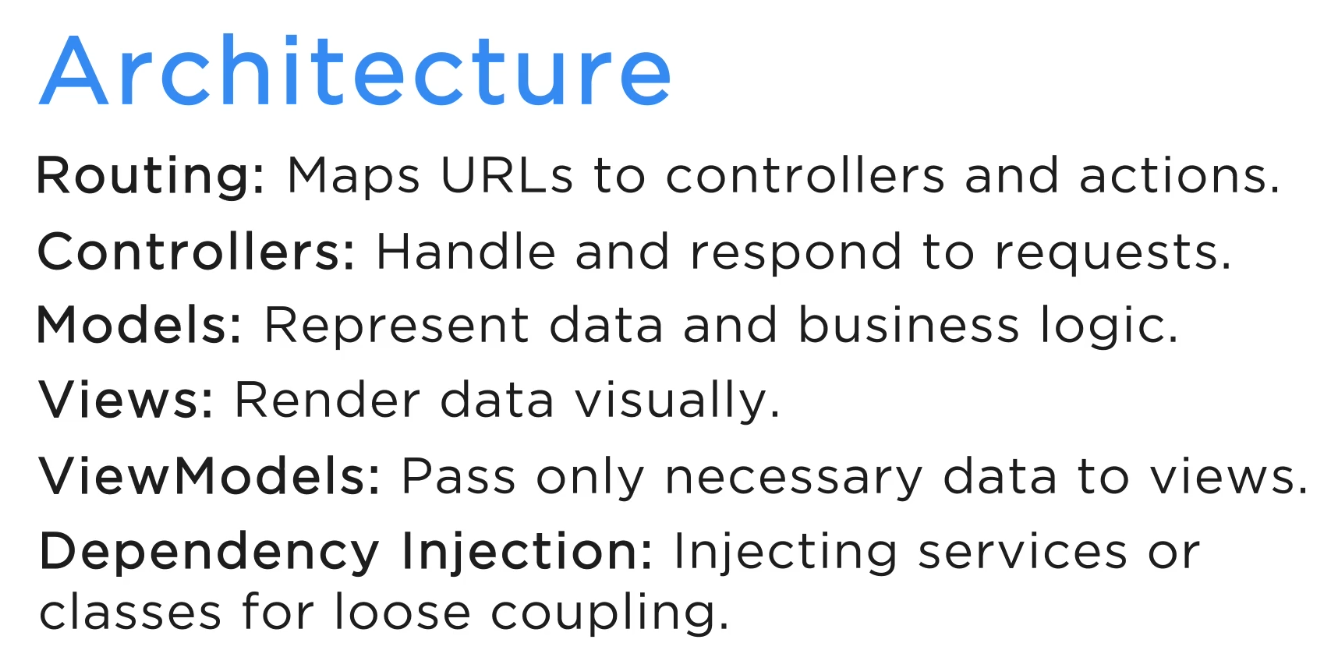 Architecture
Routing: Maps URLs to controllers and actions.
Controllers: Handle and respond to requests.
Models: Represent data and business logic.
Views: Render data visually.
ViewModels: Pass only necessary data to views.
Dependency Injection: Injecting services or
classes for loose coupling.